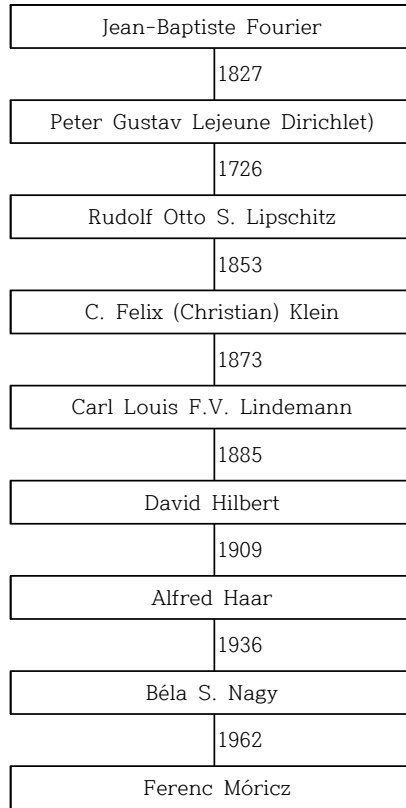 Jean-Baptiste Fourier
1827
Peter Gustav Lejeune Dirichlet)
1726
Rudolf Otto S. Lipschitz
1853
C. Felix (Christian) Klein
1873
Carl Louis F.V. Lindemann
1885
David Hilbert
1909
Alfred Haar
1936
Béla S. Nagy
1962
Ferenc Móricz